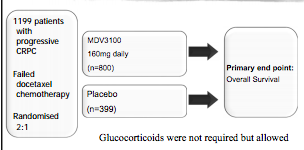 1199 patients
with
progressive
CRPC
Failed
docetaxel
chemotherapy
Randomised
2:1
MDV3100
160mg daily
(n=800)
Placebo
(n=399)
Primary end point:
Overall Survival
Glucocorticoids were not required but allowed